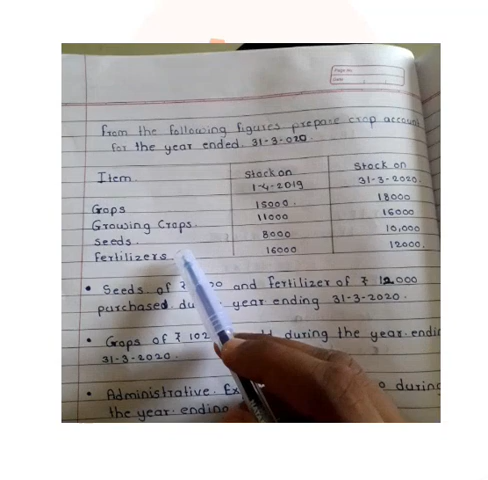 Page No.
Date
From the following figures prepare crop account
for the year ended 31-3-020.
Item Stock on 1-4-2019 Stock on 31-3-2020
Crops 15000 18000
Growing Crops. 11000 16000
Seeds. 8000 10,000
Fertilizers. 16000 12000.
• Seeds of ₹ and fertilizer of ₹ 12000
purchased year ending 31-3-2020.
• Crops of ₹ 102 during the year
31-3-2020.
• Administrative. during
the year. ending